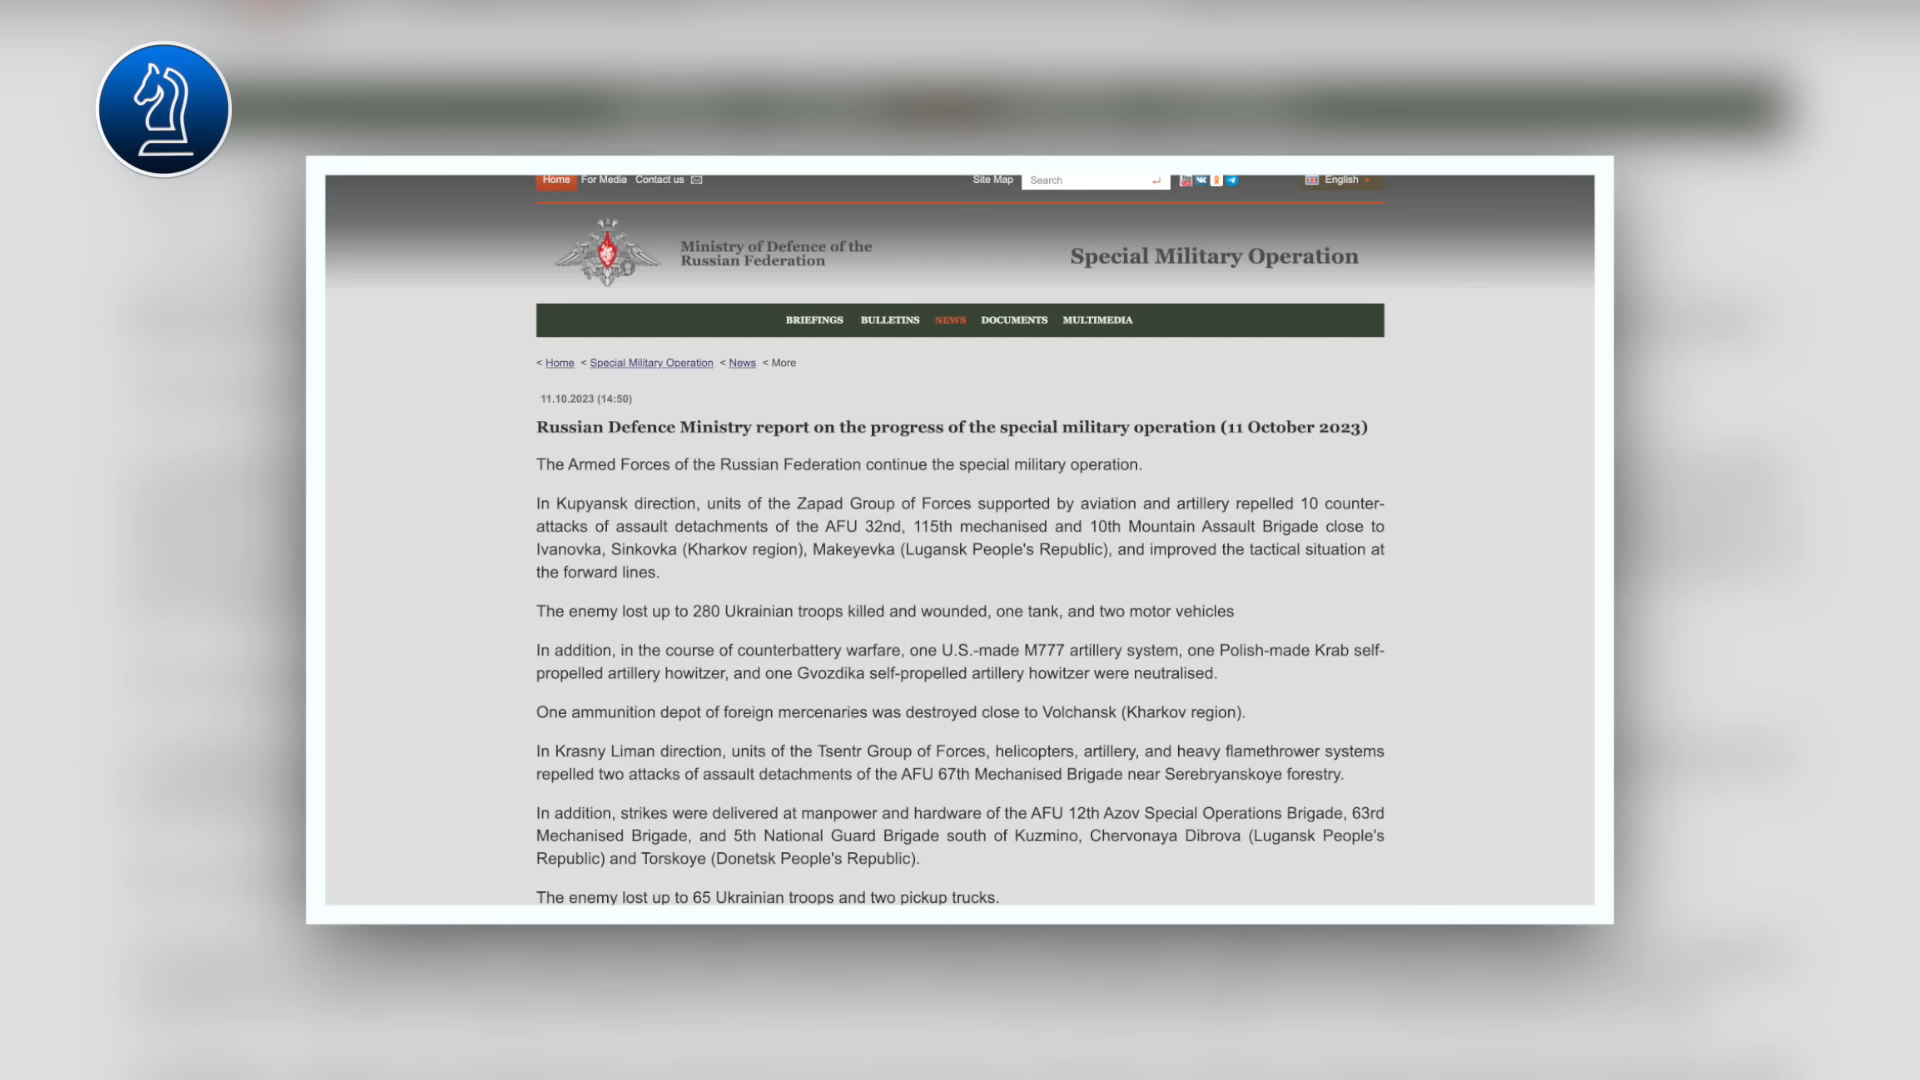 Home For Media Contact us Site Map Search English
Ministry of Defence of the
Russian Federation
Special Military Operation
BRIEFINGS BULLETINS NEWS DOCUMENTS MULTIMEDIA
< Home < Special Military Operation < News < More
11.10.2023 (14:50)
Russian Defence Ministry report on the progress of the special military operation (11 October 2023)
The Armed Forces of the Russian Federation continue the special military operation.
In Kupyansk direction, units of the Zapad Group of Forces supported by aviation and artillery repelled 10 counter-
attacks of assault detachments of the AFU 32nd, 115th mechanised and 10th Mountain Assault Brigade close to
Ivanovka, Sinkovka (Kharkov region), Makeyevka (Lugansk People's Republic), and improved the tactical situation at
the forward lines.
The enemy lost up to 280 Ukrainian troops killed and wounded, one tank, and two motor vehicles
In addition, in the course of counterbattery warfare, one U.S.-made M777 artillery system, one Polish-made Krab self-
propelled artillery howitzer, and one Gvozdika self-propelled artillery howitzer were neutralised.
One ammunition depot of foreign mercenaries was destroyed close to Volchansk (Kharkov region).
In Krasny Liman direction, units of the Tsentr Group of Forces, helicopters, artillery, and heavy flamethrower systems
repelled two attacks of assault detachments of the AFU 67th Mechanised Brigade near Serebryanskoye forestry.
In addition, strikes were delivered at manpower and hardware of the AFU 12th Azov Special Operations Brigade, 63rd
Mechanised Brigade, and 5th National Guard Brigade south of Kuzmino, Chervonaya Dibrova (Lugansk People's
Republic) and Torskoye (Donetsk People's Republic).
The enemy lost up to 65 Ukrainian troops and two pickup trucks.